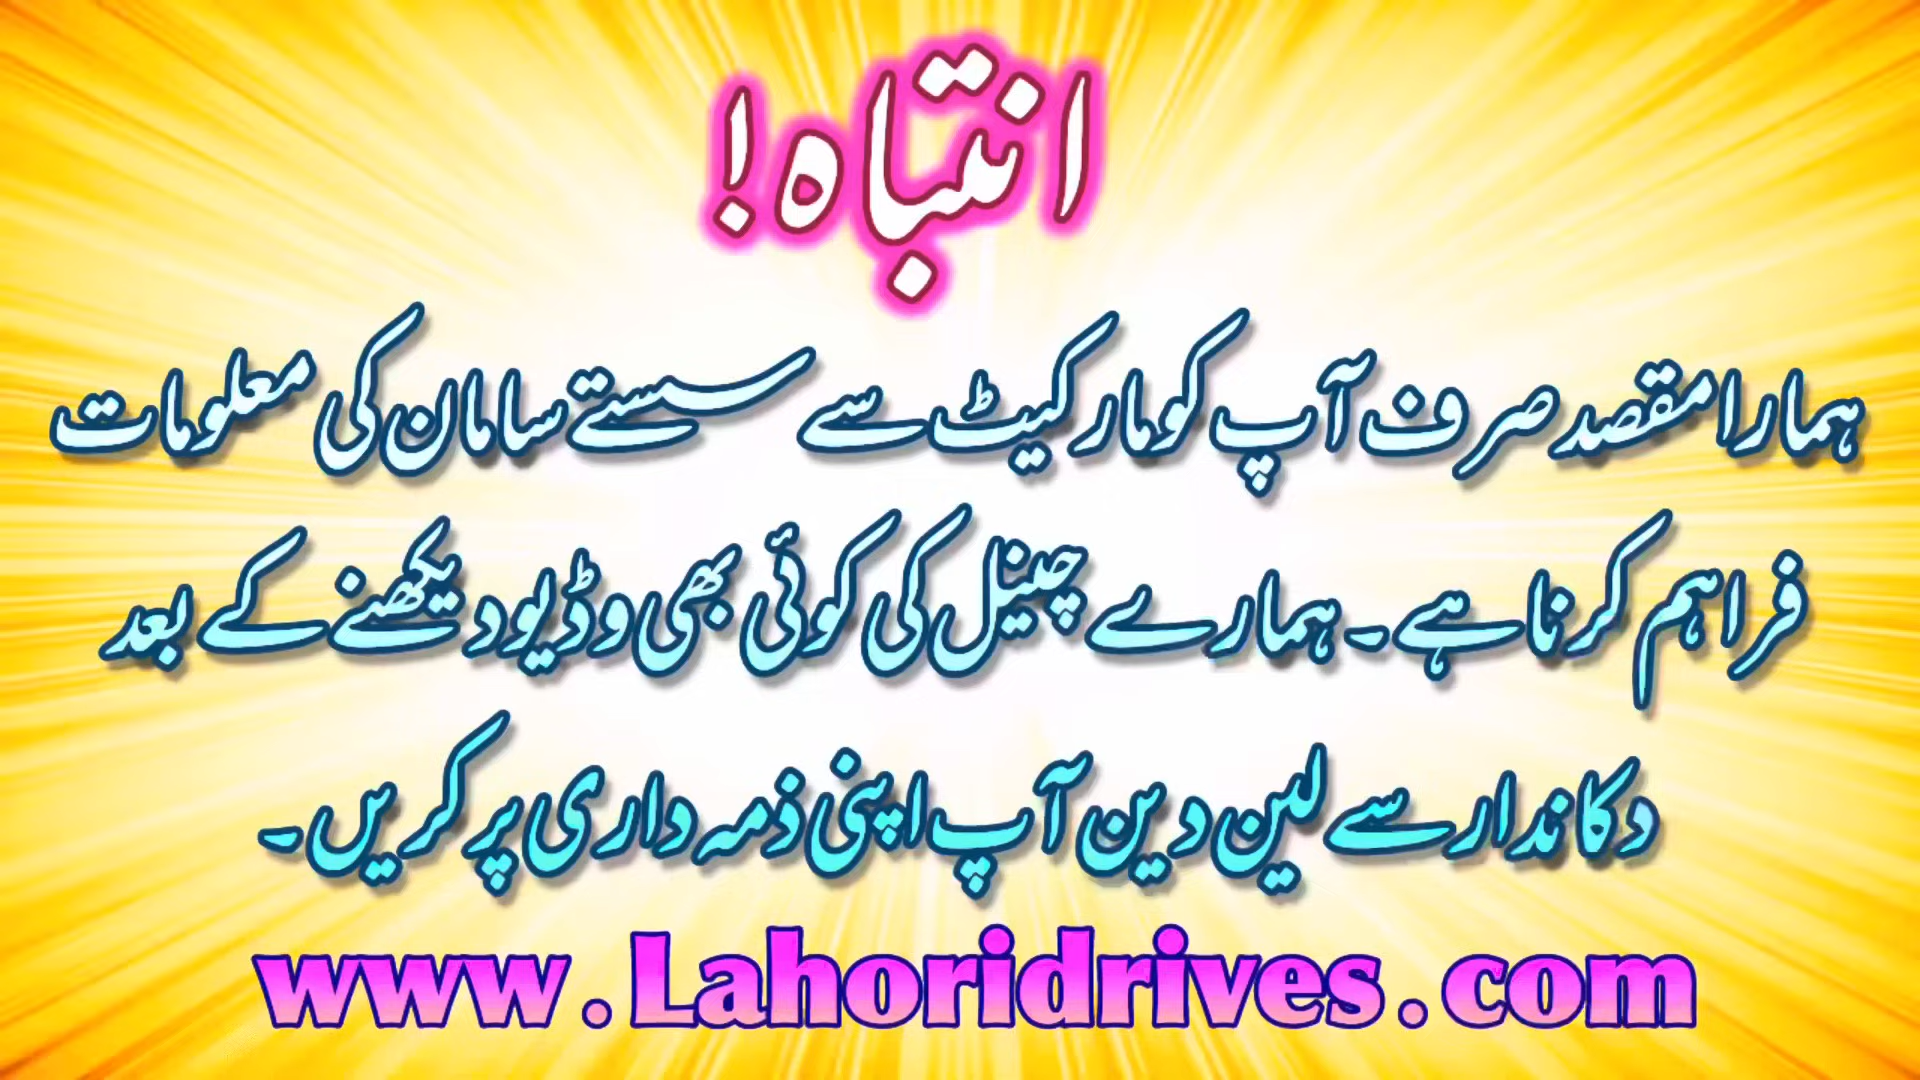 انتباہ!
ہمارا مقصد صرف آپ کو مارکیٹ سے سستے سامان کی معلومات
فراہم کرنا ہے۔ ہمارے چینل کی کوئی بھی وڈیو دیکھنے کے بعد
دکاندار سے لین دین آپ اپنی ذمہ داری پر کریں۔
www.Lahoridrives.com